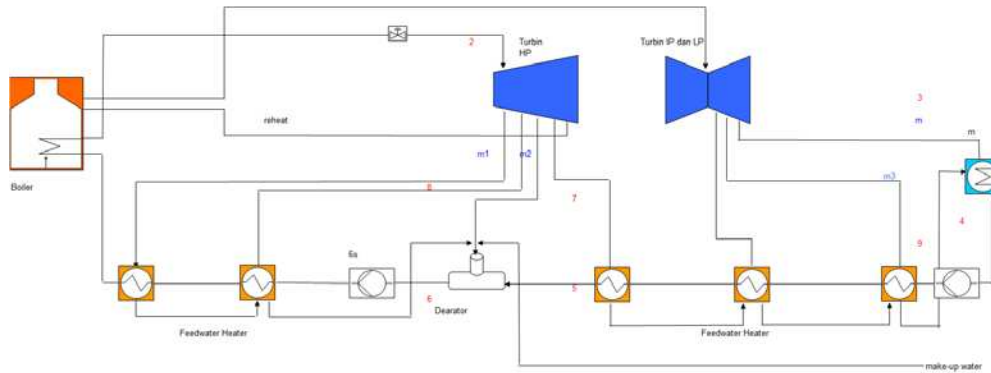 2
Turbin
HP
Turbin IP dan LP
3
m
m
reheat
m1
m2
Boiler
8
7
m3
4
9
6s
5
6
Dearator
Feedwater Heater
Feedwater Heater
make-up water